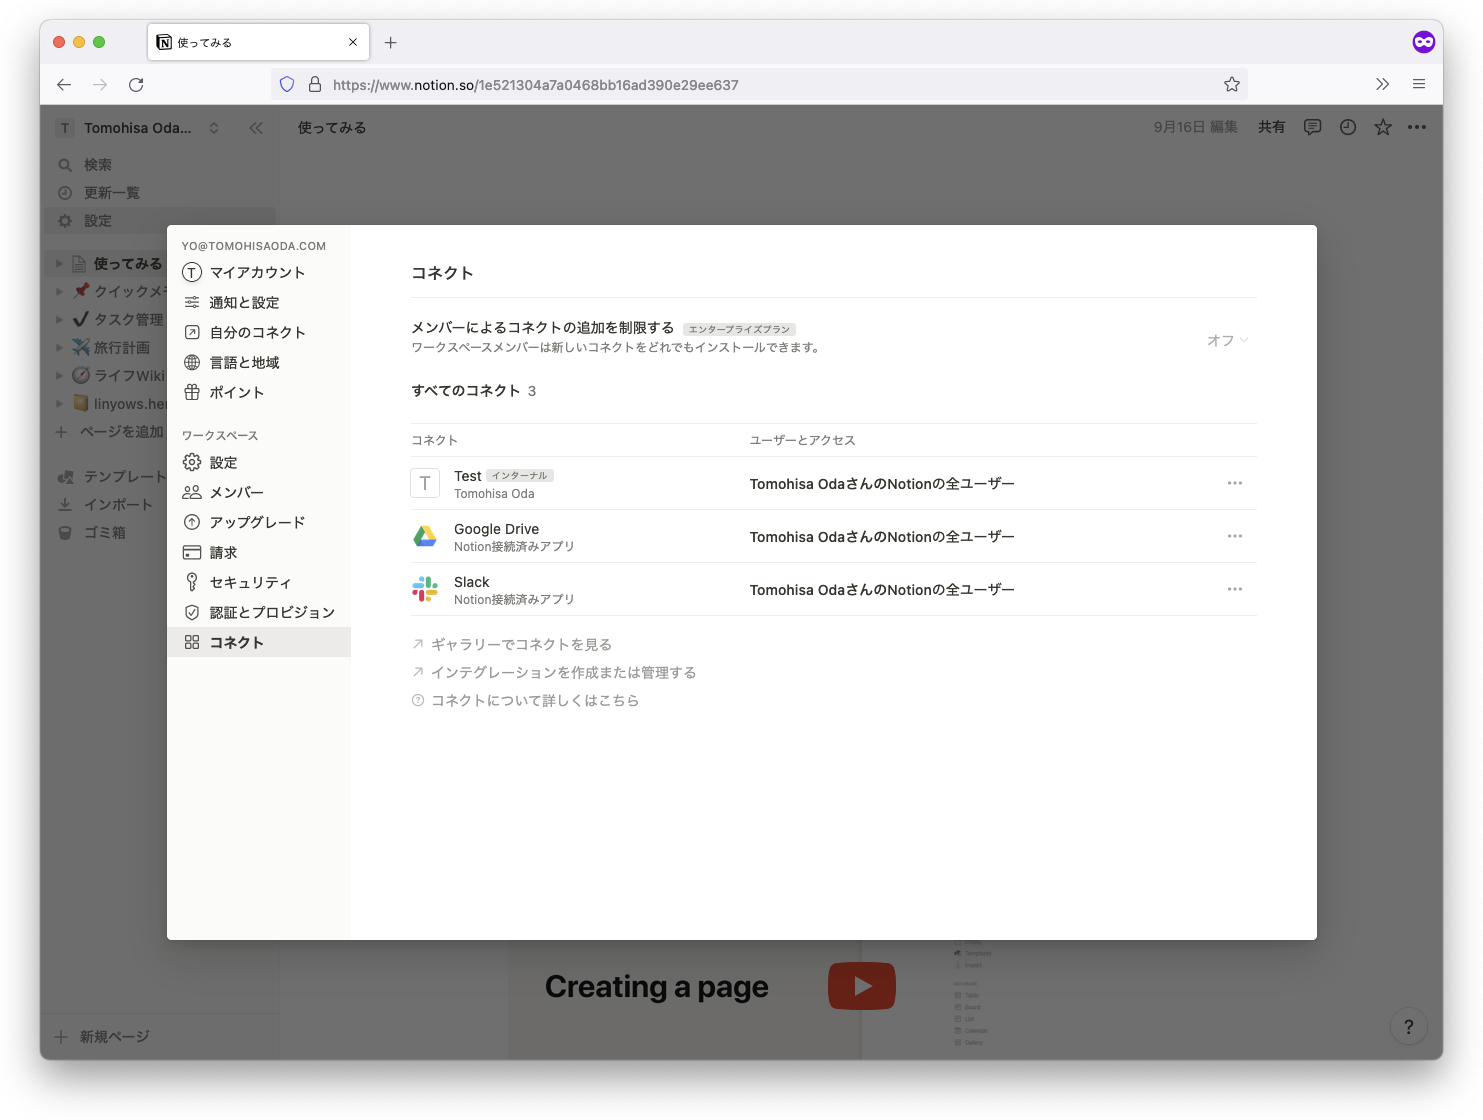 使ってみる
https://www.notion.so/1e521304a7a0468bb16ad390e29ee637
T Tomohisa Oda...
使ってみる
9月16日 編集 共有
検索
更新一覧
設定
使ってみる
クイックメモ
タスク管理
旅行計画
ライフWiki
linyows.her
ページを追加
テンプレート
インポート
ゴミ箱
新規ページ
YO@TOMOHISAODA.COM
T マイアカウント
通知と設定
自分のコネクト
言語と地域
ポイント
ワークスペース
設定
メンバー
アップグレード
請求
セキュリティ
認証とプロビジョン
コネクト
コネクト
メンバーによるコネクトの追加を制限する エンタープライズプラン
ワークスペースメンバーは新しいコネクトをどれでもインストールできます。
オフ
すべてのコネクト 3
コネクト ユーザーとアクセス
T Test インターナル
Tomohisa Oda
Tomohisa OdaさんのNotionの全ユーザー
Google Drive
Notion接続済みアプリ
Tomohisa OdaさんのNotionの全ユーザー
Slack
Notion接続済みアプリ
Tomohisa OdaさんのNotionの全ユーザー
ギャラリーでコネクトを見る
インテグレーションを作成または管理する
? コネクトについて詳しくはこちら
Creating a page
Templates
Import
Table
Board
List
Calendar
Gallery
?